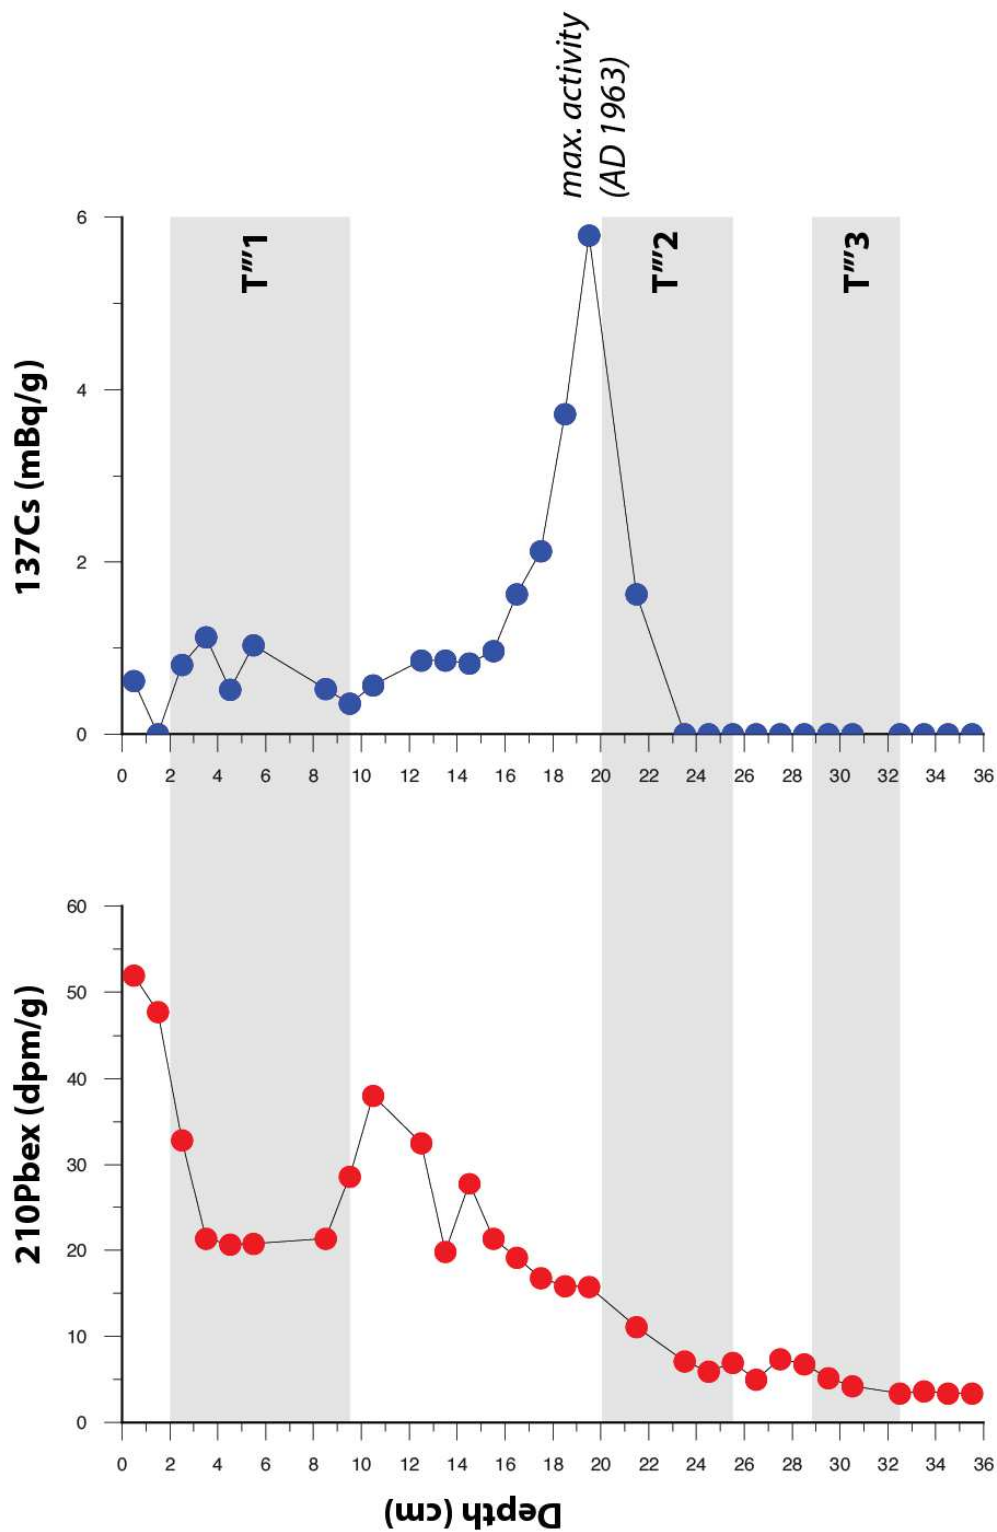 137Cs (mBq/g)
6
4
2
0
T‴1
T‴2
T‴3
max. activity
(AD 1963)
0 2 4 6 8 10 12 14 16 18 20 22 24 26 28 30 32 34 36
210Pbex (dpm/g)
60
50
40
30
20
10
0
0 2 4 6 8 10 12 14 16 18 20 22 24 26 28 30 32 34 36
Depth (cm)